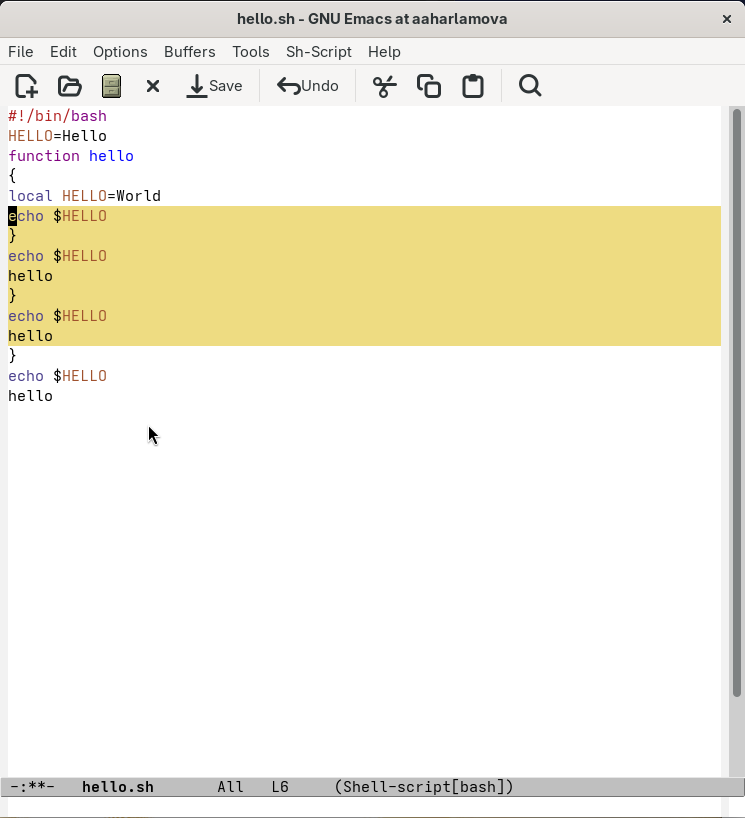 hello.sh - GNU Emacs at aaharlamova
File Edit Options Buffers Tools Sh-Script Help
Save Undo
#!/bin/bash
HELLO=Hello
function hello
{
local HELLO=World
echo $HELLO
}
echo $HELLO
hello
}
echo $HELLO
hello
}
echo $HELLO
hello
-:**-  hello.sh  All  L6  (Shell-script[bash])